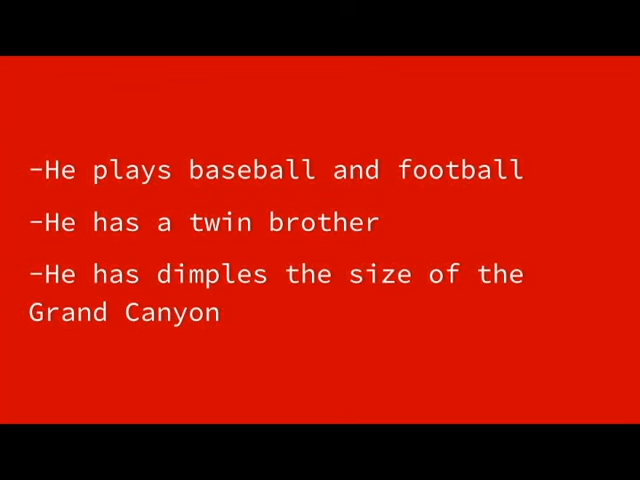 -He plays baseball and football
-He has a twin brother
-He has dimples the size of the
Grand Canyon